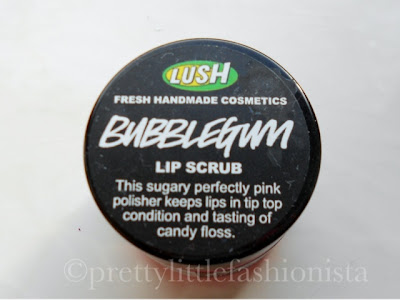 LUSH
FRESH HANDMADE COSMETICS
BUBBLEGUM
LIP SCRUB
This sugary perfectly pink
polisher keeps lips in tip top
condition and tasting of
candy floss.
©prettylittlefashionista